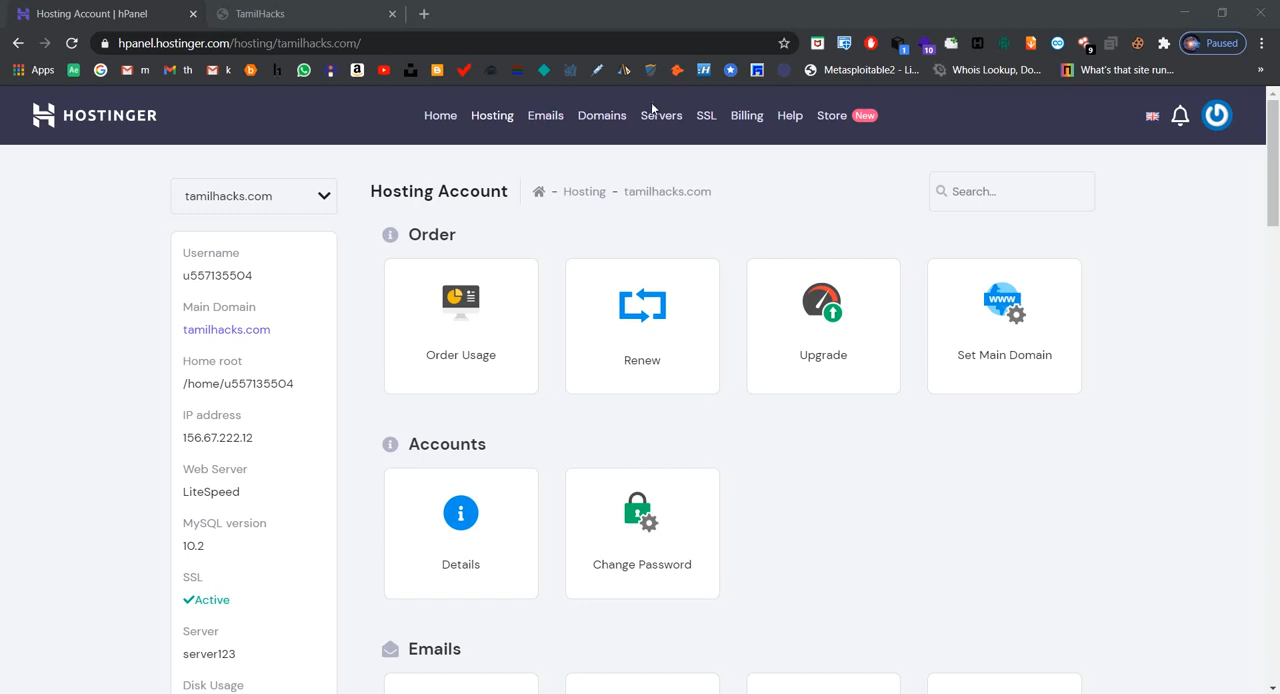 Hosting Account | hPanel
TamilHacks
hpanel.hostinger.com/hosting/tamilhacks.com/
1
10
9
Paused
Apps
m
th
k
Metasploitable2 - Li...
Whois Lookup, Do...
What's that site run...
»
HOSTINGER
Home
Hosting
Emails
Domains
Servers
SSL
Billing
Help
Store
New
tamilhacks.com
Hosting Account
- Hosting - tamilhacks.com
Search...
Username
u557135504
Main Domain
tamilhacks.com
Home root
/home/u557135504
IP address
156.67.222.12
Web Server
LiteSpeed
MySQL version
10.2
SSL
Active
Server
server123
Disk Usage
Order
Order Usage
Renew
www
Upgrade
Set Main Domain
Accounts
Details
Change Password
Emails